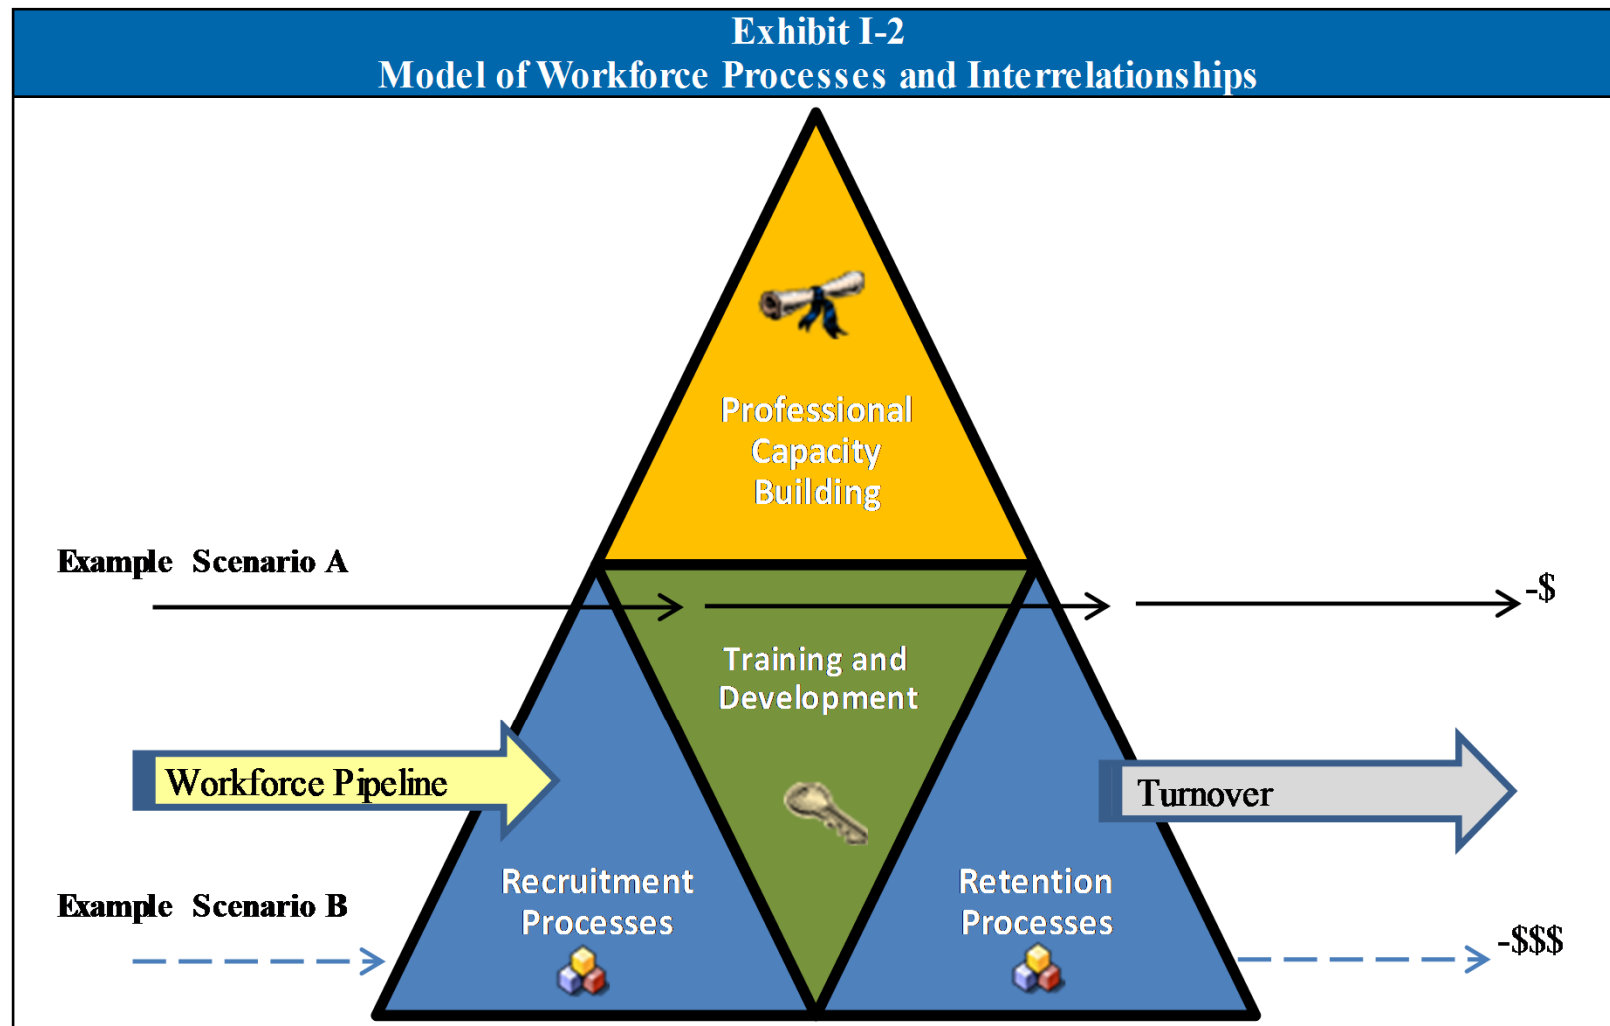 Exhibit I-2
Model of Workforce Processes and Interrelationships
Professional
Capacity
Building
Example Scenario A
-$
Training and
Development
Workforce Pipeline
Turnover
Recruitment
Processes
Retention
Processes
Example Scenario B
-$$$